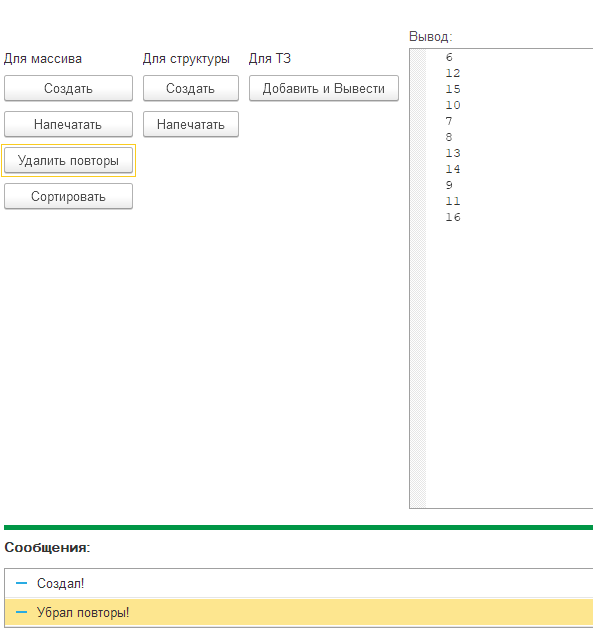 Для массива
Для структуры
Для ТЗ
Вывод:
Создать
Создать
Добавить и Вывести
Напечатать
Напечатать
Удалить повторы
Сортировать
6
12
15
10
7
8
13
14
9
11
16
Сообщения:
Создал!
Убрал повторы!